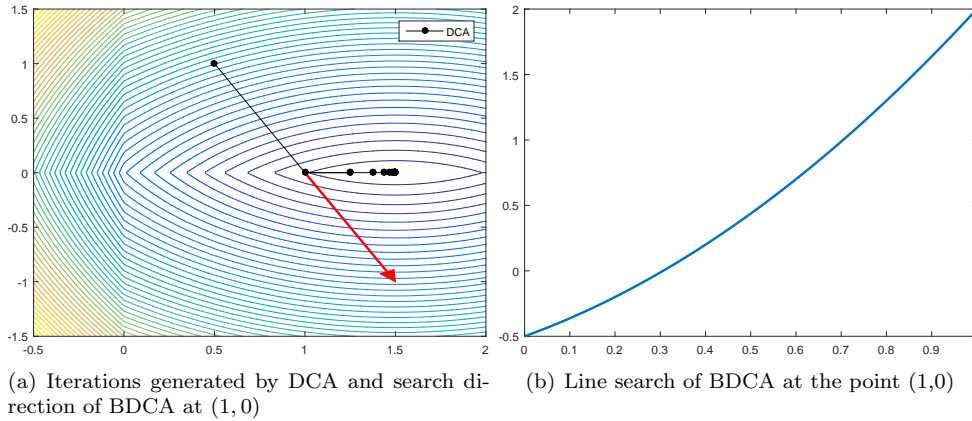 1.5
1
0.5
0
-0.5
-1
-1.5
-0.5 0 0.5 1 1.5 2
DCA
(a) Iterations generated by DCA and search di-
rection of BDCA at (1, 0)
2
1.5
1
0.5
0
-0.5
0 0.1 0.2 0.3 0.4 0.5 0.6 0.7 0.8 0.9
(b) Line search of BDCA at the point (1,0)